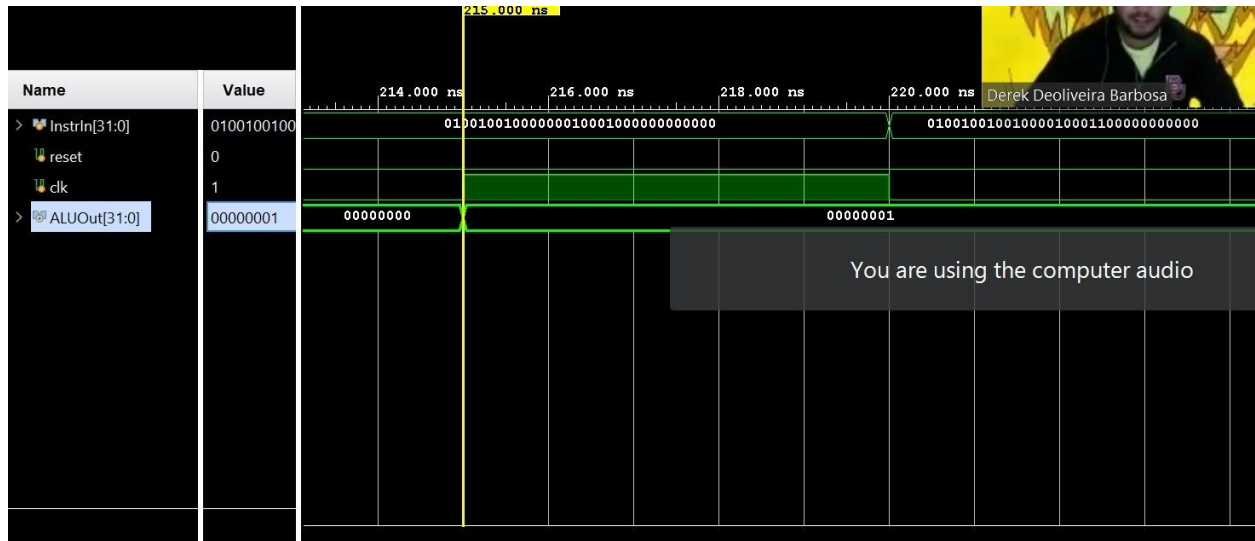 215.000 ns
Name
Value
214.000 ns
216.000 ns
218.000 ns
220.000 ns
Derek Deoliveira Barbosa
InstrIn[31:0]
0100100100
01001001000000010001000000000000
01001001001000010001100000000000
reset
0
clk
1
ALUOut[31:0]
00000001
00000000
00000001
You are using the computer audio